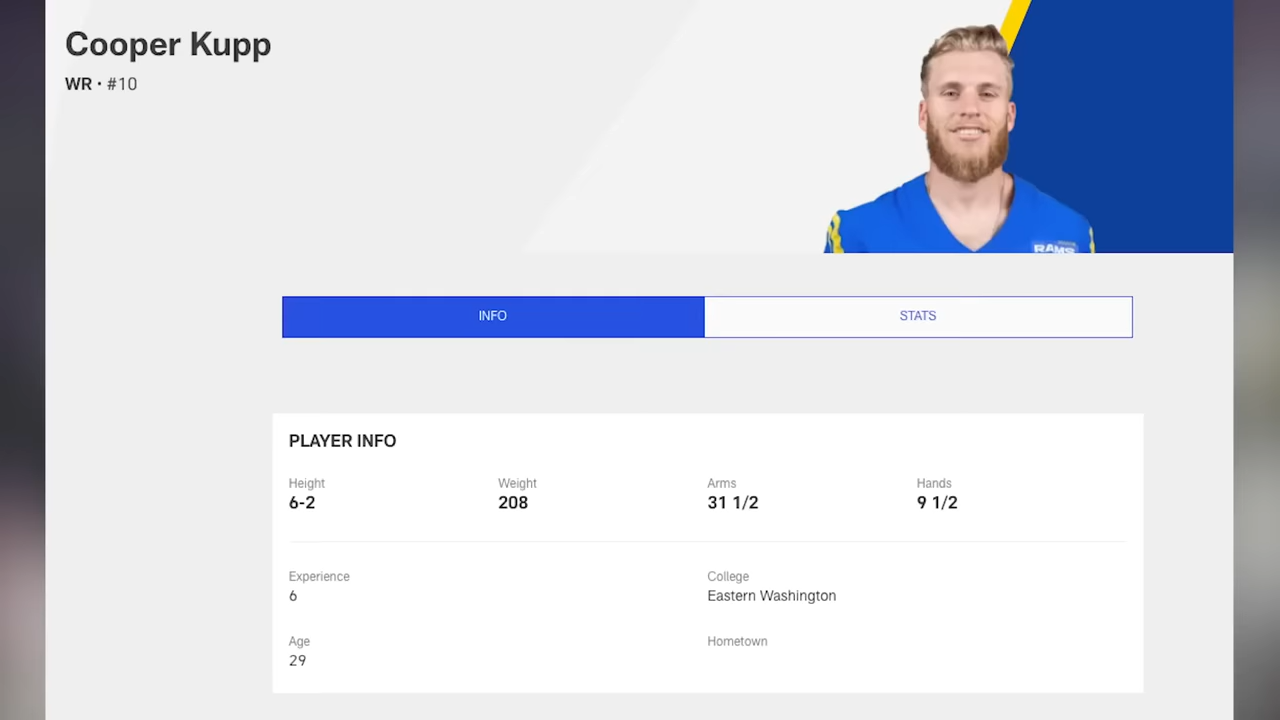 Cooper Kupp
WR • #10
RAMS
INFO STATS
PLAYER INFO
Height Weight Arms Hands
6-2 208 31 1/2 9 1/2
Experience College
6 Eastern Washington
Age Hometown
29